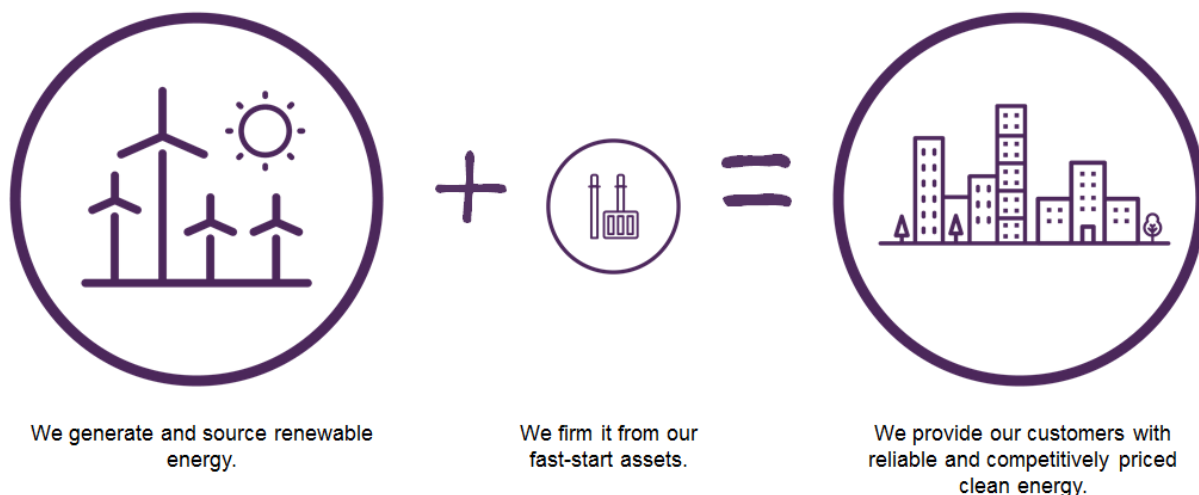 We generate and source renewable
energy.
We firm it from our
fast-start assets.
We provide our customers with
reliable and competitively priced
clean energy.